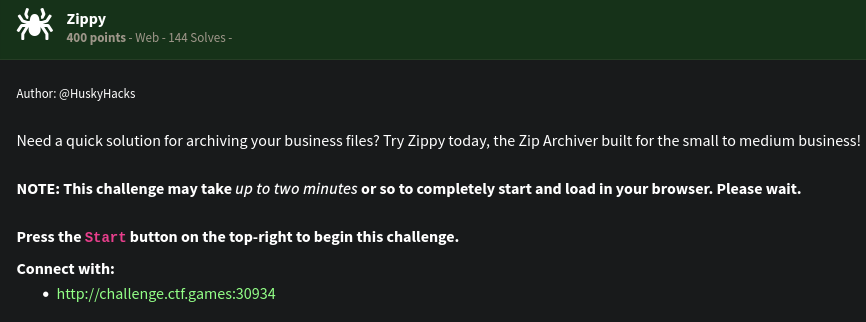 Zippy
400 points - Web - 144 Solves -
Author: @HuskyHacks
Need a quick solution for archiving your business files? Try Zippy today, the Zip Archiver built for the small to medium business!
NOTE: This challenge may take up to two minutes or so to completely start and load in your browser. Please wait.
Press the Start button on the top-right to begin this challenge.
Connect with:
• http://challenge.ctf.games:30934